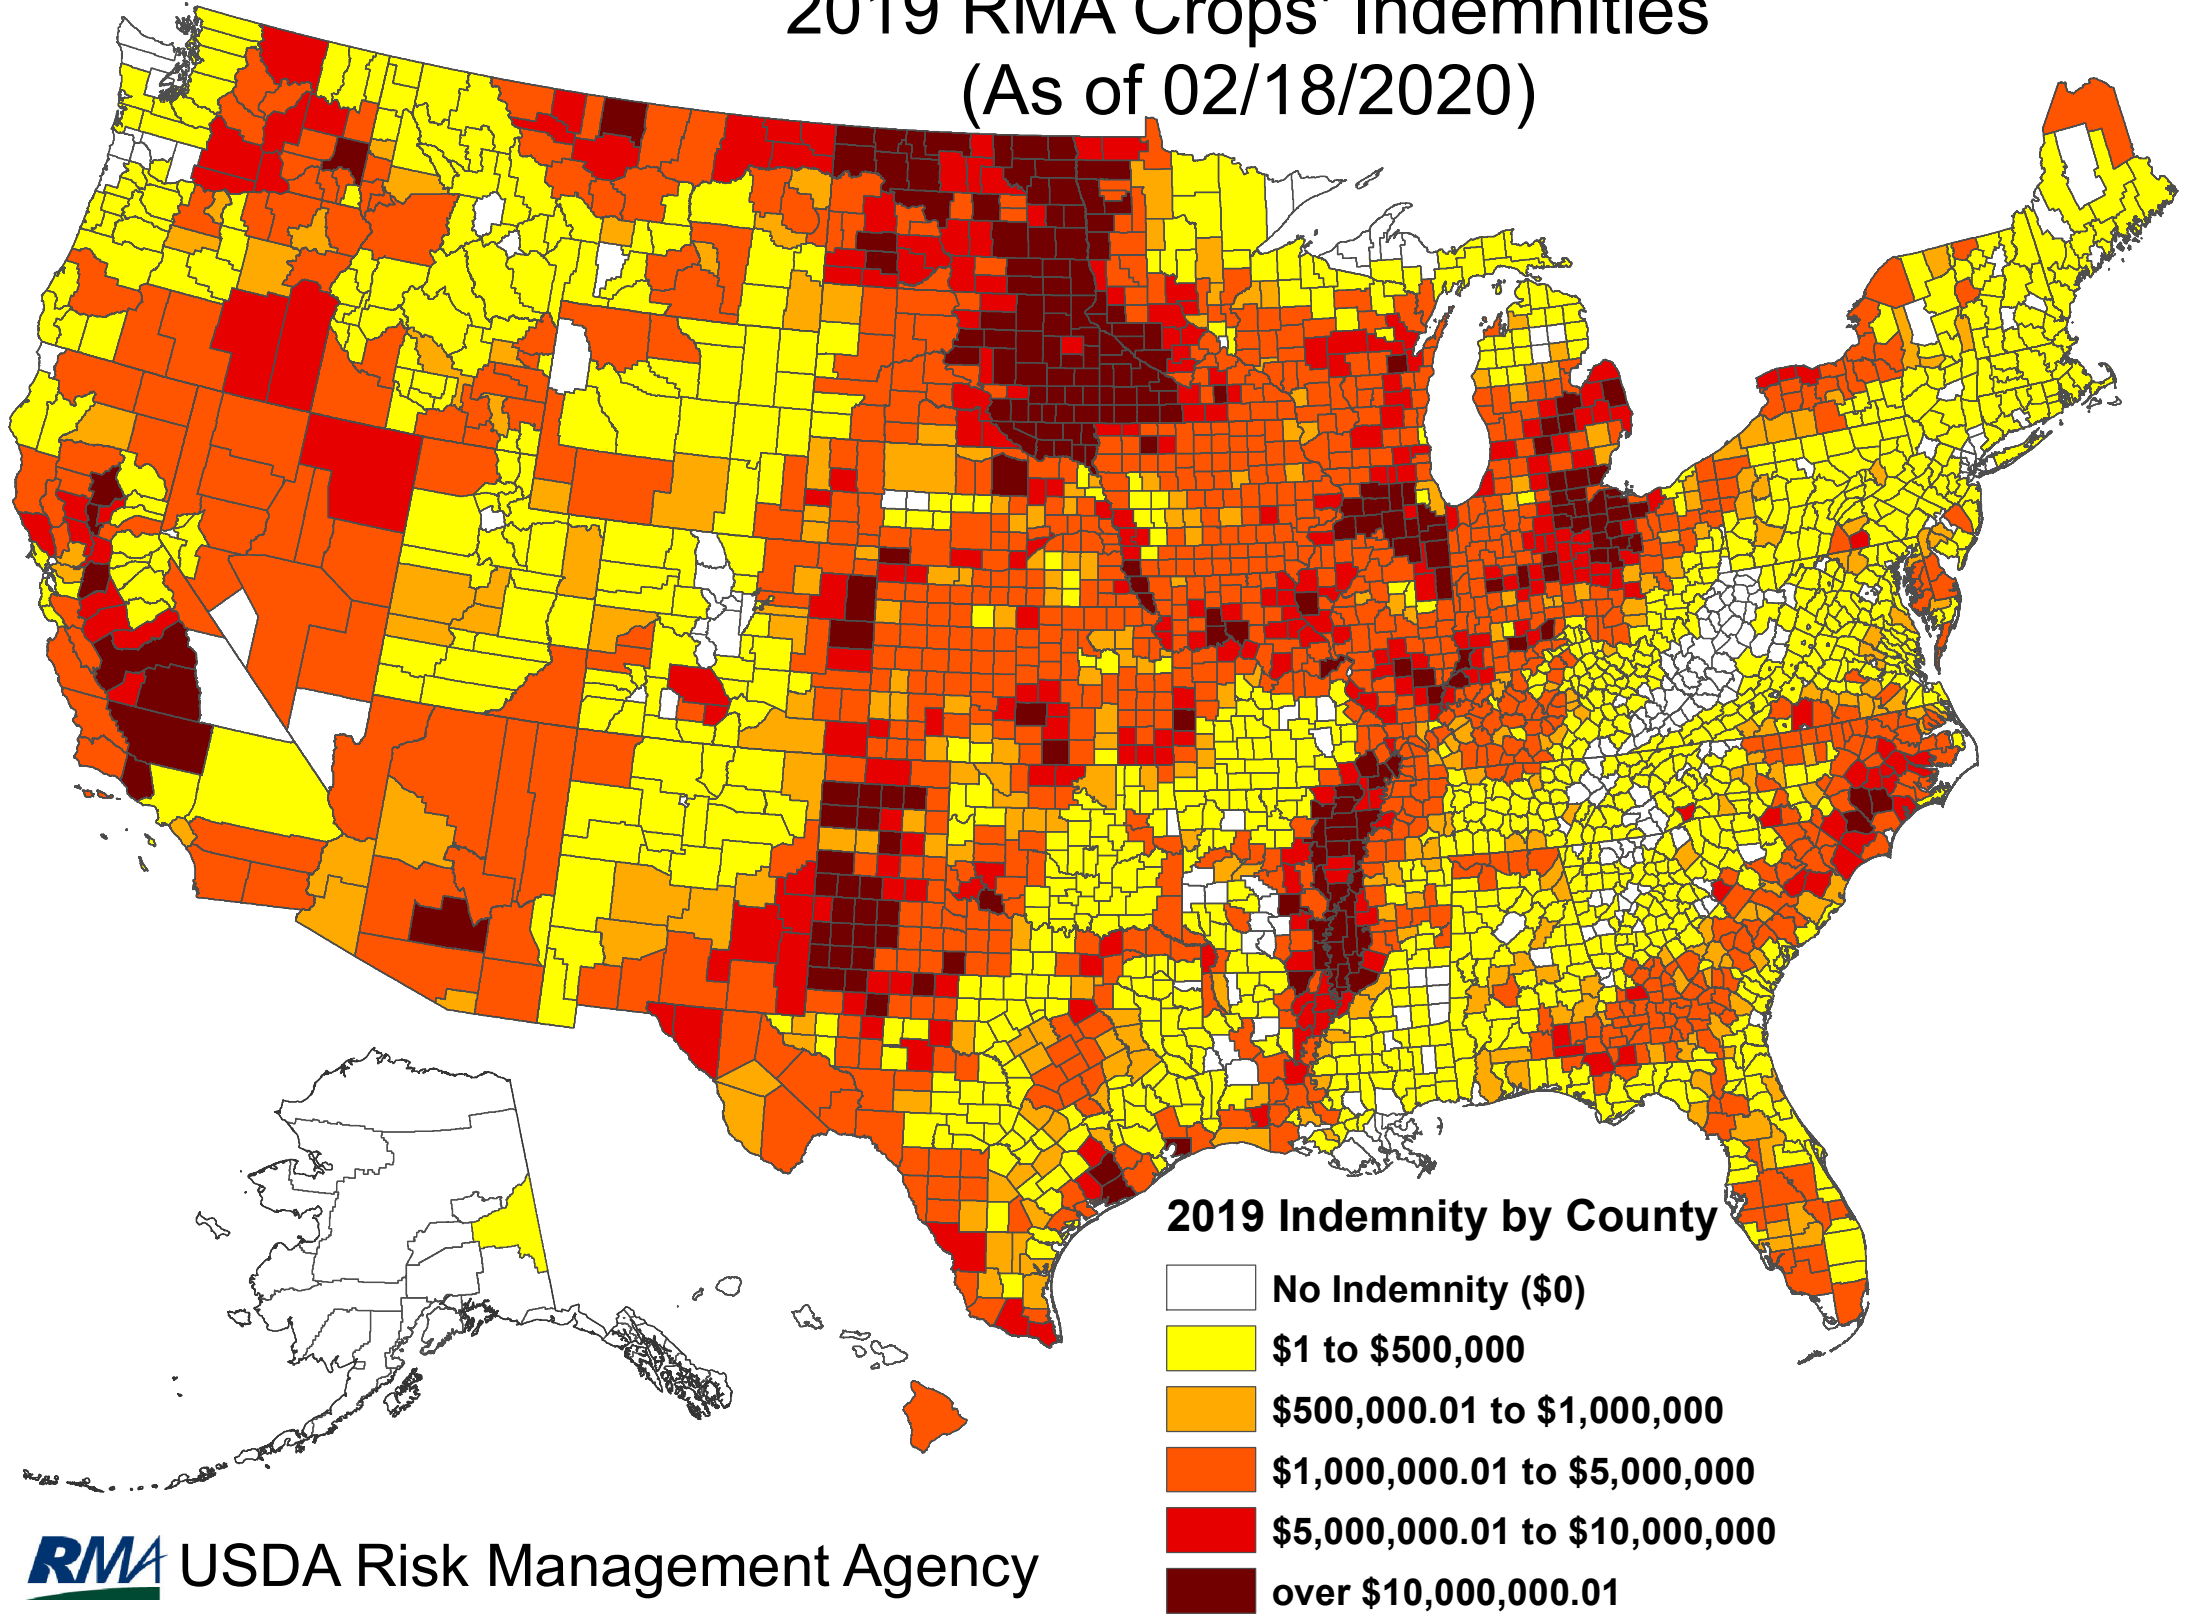 2019 RMA Crops' Indemnities
(As of 02/18/2020)
2019 Indemnity by County
No Indemnity ($0)
$1 to $500,000
$500,000.01 to $1,000,000
$1,000,000.01 to $5,000,000
$5,000,000.01 to $10,000,000
over $10,000,000.01
RMA USDA Risk Management Agency